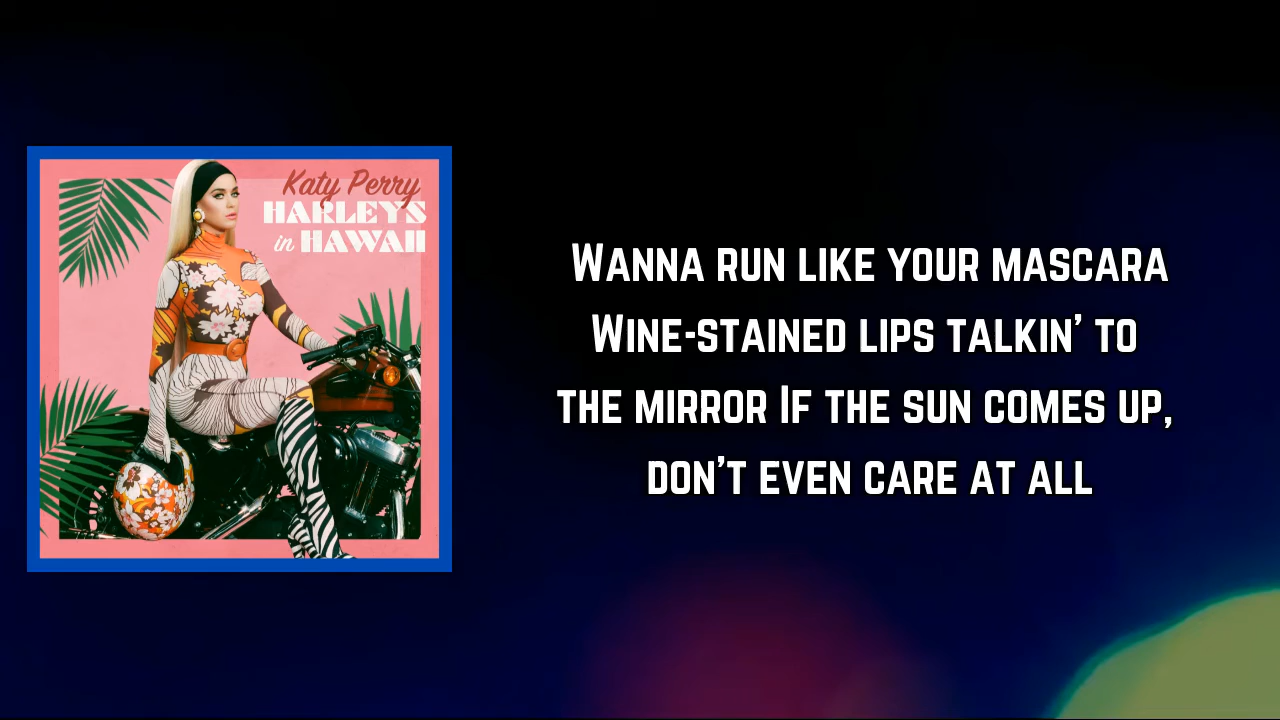 Katy Perry
HARLEYS
in HAWAII
WANNA RUN LIKE YOUR MASCARA
WINE-STAINED LIPS TALKIN' TO
THE MIRROR IF THE SUN COMES UP,
DON'T EVEN CARE AT ALL